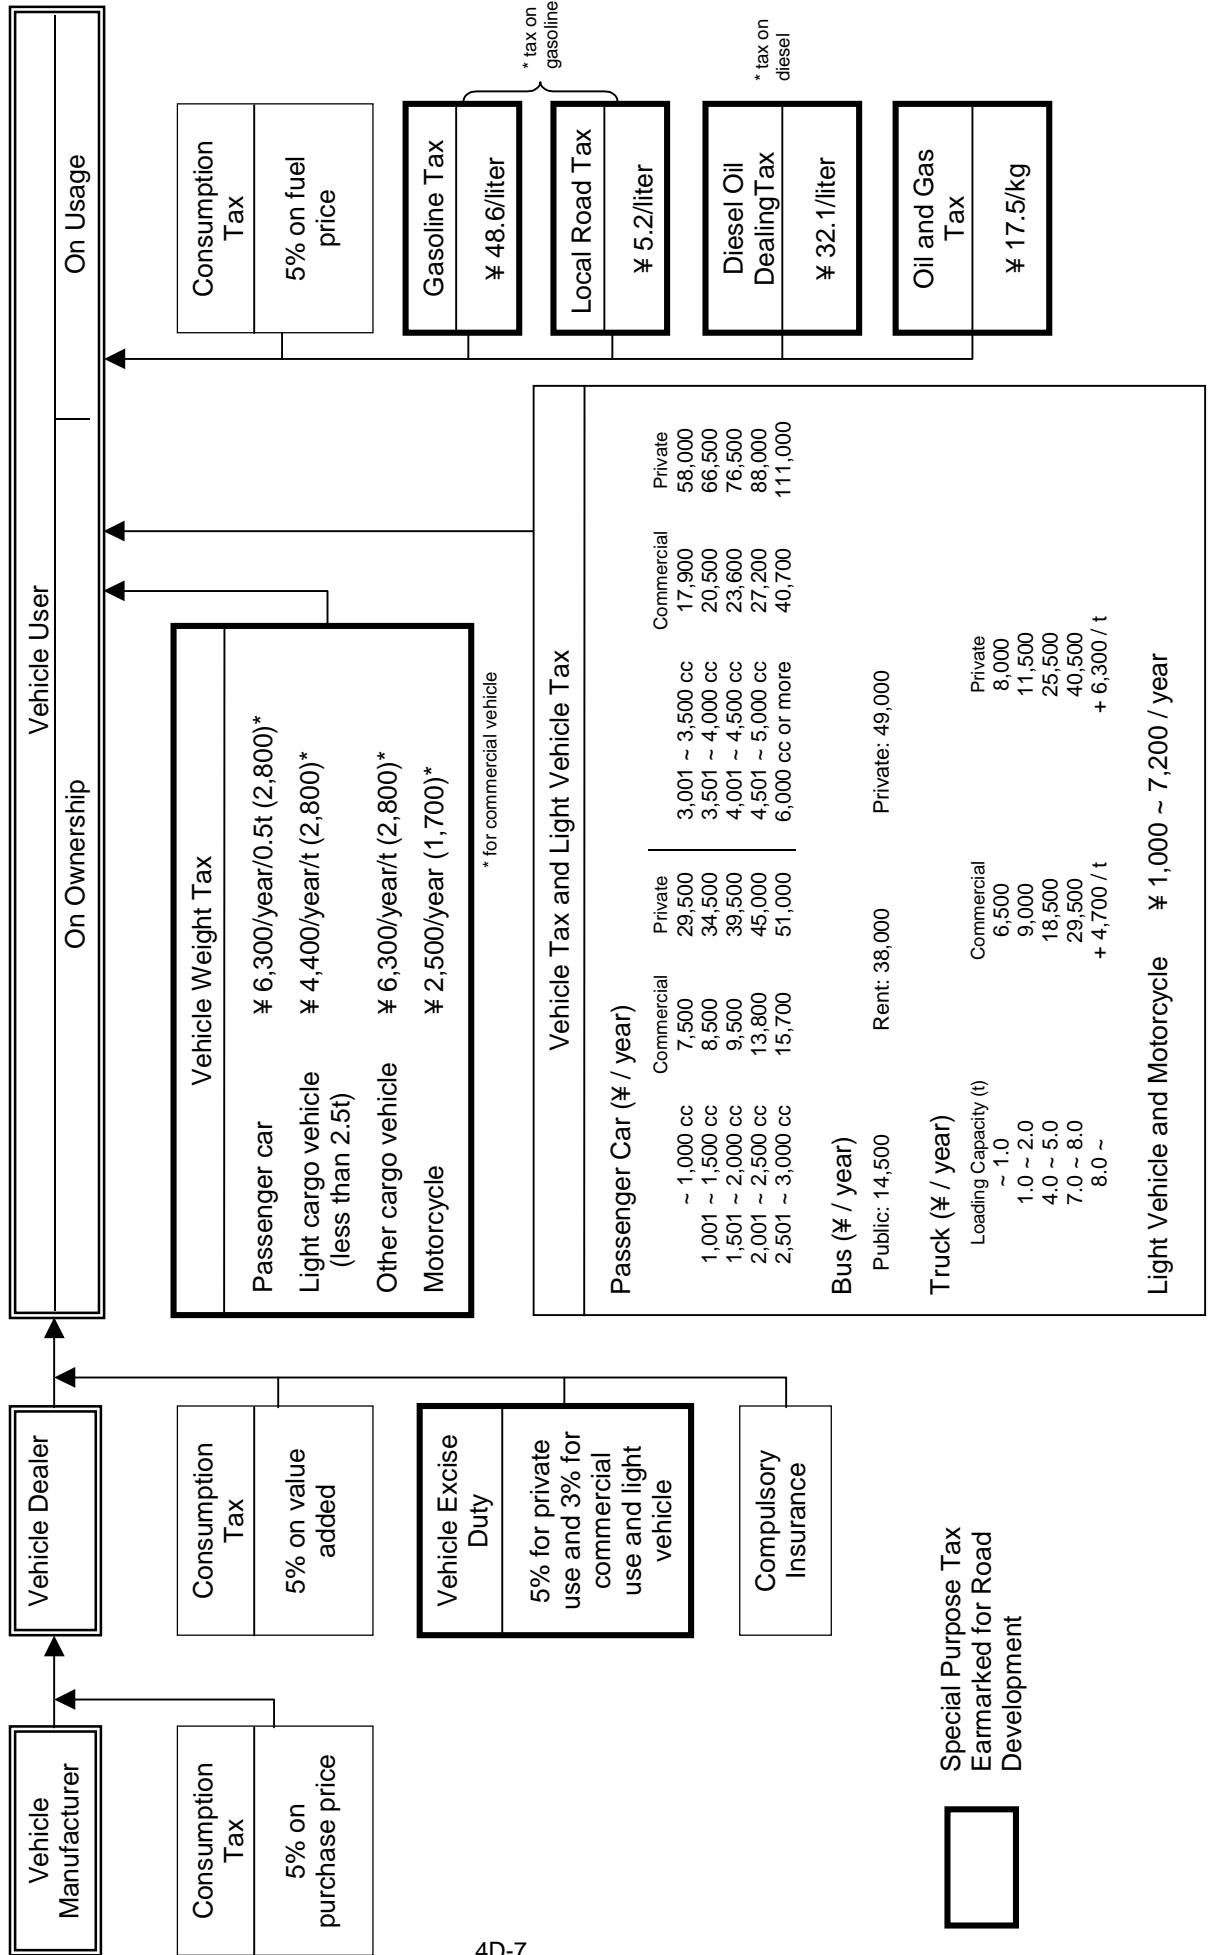 Vehicle
Manufacturer
Consumption
Tax
5% on
purchase price
Vehicle Dealer
Consumption
Tax
5% on value
added
Vehicle Excise
Duty
5% for private
use and 3% for
commercial
use and light
vehicle
Compulsory
Insurance
Vehicle User
On Ownership
On Usage
Vehicle Weight Tax
Passenger car ¥ 6,300/year/0.5t (2,800)*
Light cargo vehicle ¥ 4,400/year/t (2,800)*
(less than 2.5t)
Other cargo vehicle ¥ 6,300/year/t (2,800)*
Motorcycle ¥ 2,500/year (1,700)*
* for commercial vehicle
Vehicle Tax and Light Vehicle Tax
Passenger Car (¥ / year)
Commercial Private Commercial Private
~ 1,000 cc 7,500 29,500 3,001 ~ 3,500 cc 17,900 58,000
1,001 ~ 1,500 cc 8,500 34,500 3,501 ~ 4,000 cc 20,500 66,500
1,501 ~ 2,000 cc 9,500 39,500 4,001 ~ 4,500 cc 23,600 76,500
2,001 ~ 2,500 cc 13,800 45,000 4,501 ~ 5,000 cc 27,200 88,000
2,501 ~ 3,000 cc 15,700 51,000 6,000 cc or more 40,700 111,000
Bus (¥ / year)
Public: 14,500 Rent: 38,000 Private: 49,000
Truck (¥ / year)
Loading Capacity (t) Commercial Private
~ 1.0 6,500 8,000
1.0 ~ 2.0 9,000 11,500
4.0 ~ 5.0 18,500 25,500
7.0 ~ 8.0 29,500 40,500
8.0 ~ + 4,700 / t + 6,300 / t
Light Vehicle and Motorcycle ¥ 1,000 ~ 7,200 / year
Consumption
Tax
5% on fuel
price
Gasoline Tax
¥ 48.6/liter
Local Road Tax
¥ 5.2/liter
* tax on
gasoline
Diesel Oil
DealingTax
¥ 32.1/liter
* tax on
diesel
Oil and Gas
Tax
¥ 17.5/kg
Special Purpose Tax
Earmarked for Road
Development
4D-7